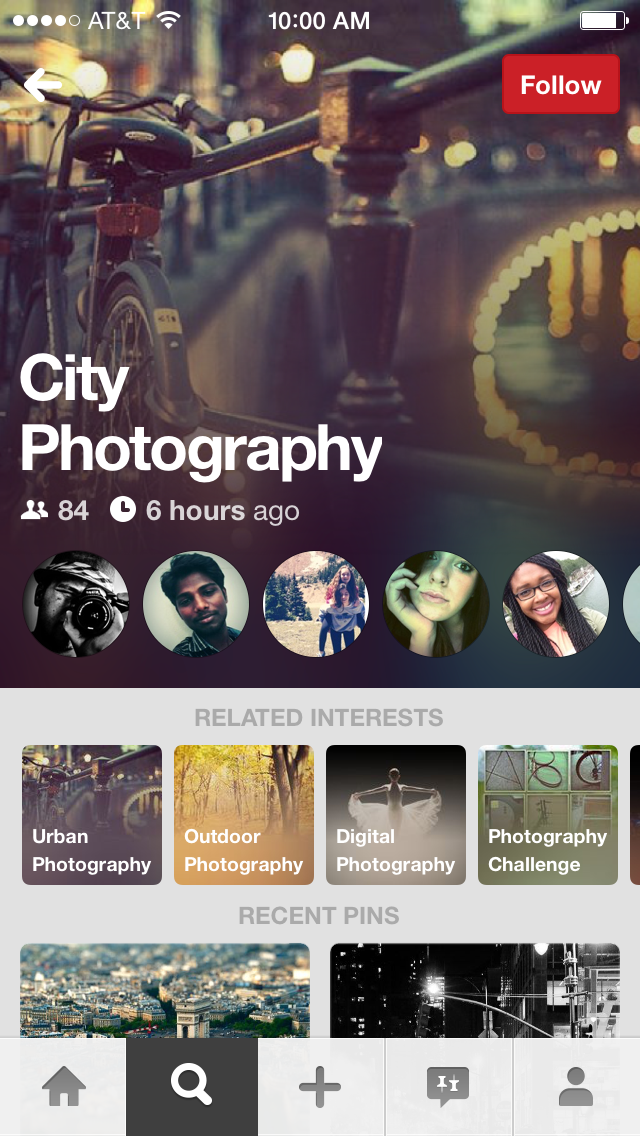 AT&T 10:00 AM
Follow
City
Photography
84 6 hours ago
RELATED INTERESTS
Urban
Photography
Outdoor
Photography
Digital
Photography
Photography
Challenge
RECENT PINS